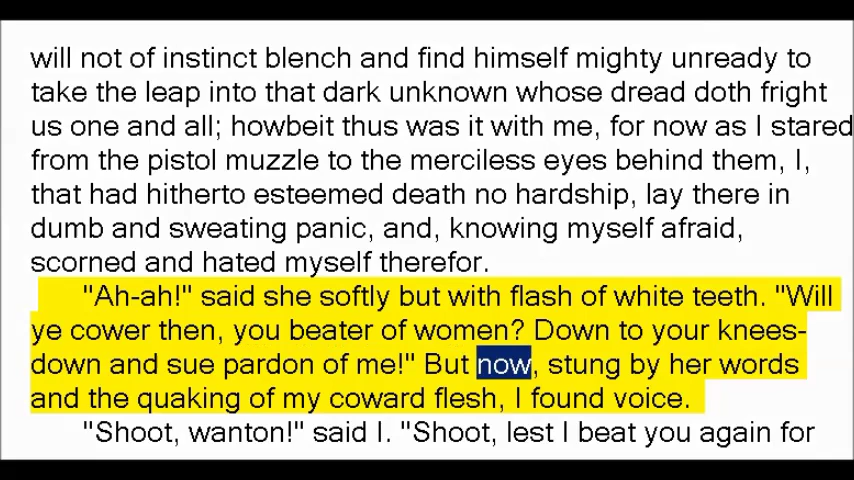 will not of instinct blench and find himself mighty unready to
take the leap into that dark unknown whose dread doth fright
us one and all; howbeit thus was it with me, for now as I stared
from the pistol muzzle to the merciless eyes behind them, I,
that had hitherto esteemed death no hardship, lay there in
dumb and sweating panic, and, knowing myself afraid,
scorned and hated myself therefor.
"Ah-ah!" said she softly but with flash of white teeth. "Will
ye cower then, you beater of women? Down to your knees-
down and sue pardon of me!" But now, stung by her words
and the quaking of my coward flesh, I found voice.
"Shoot, wanton!" said I. "Shoot, lest I beat you again for